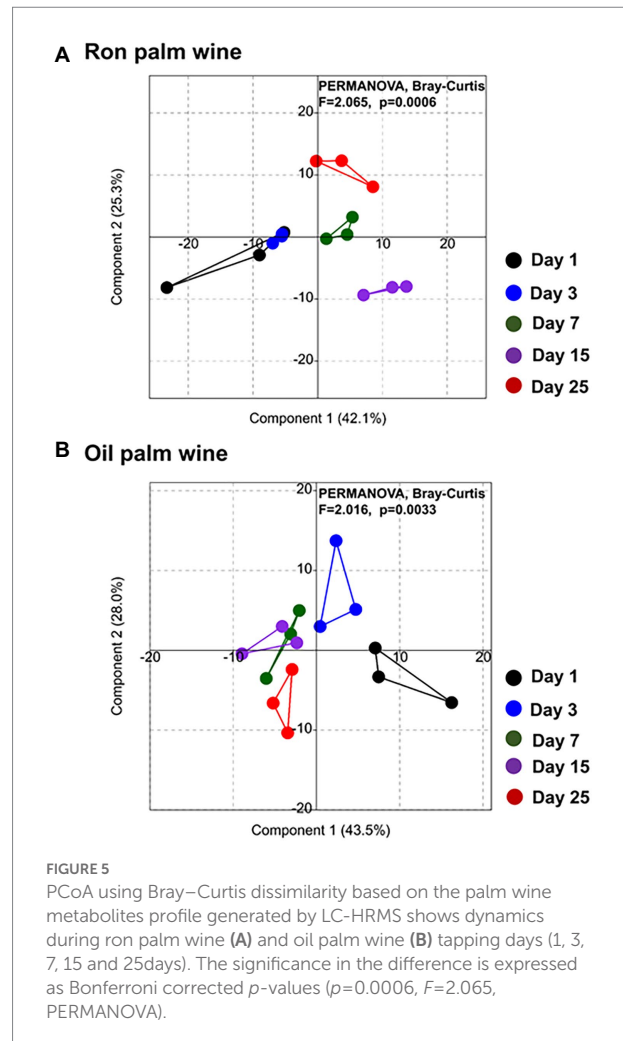 A Ron palm wine
PERMANOVA, Bray-Curtis
F=2.065, p=0.0006
20
10
-20
-10
10
20
-10
-20
Component 2 (25.3%)
Component 1 (42.1%)
Day 1
Day 3
Day 7
Day 15
Day 25
B Oil palm wine
PERMANOVA, Bray-Curtis
F=2.016, p=0.0033
20
10
-20
-10
10
20
-10
-20
Component 2 (28.0%)
Component 1 (43.5%)
Day 1
Day 3
Day 7
Day 15
Day 25
FIGURE 5
PCoA using Bray–Curtis dissimilarity based on the palm wine
metabolites profile generated by LC-HRMS shows dynamics
during ron palm wine (A) and oil palm wine (B) tapping days (1, 3,
7, 15 and 25days). The significance in the difference is expressed
as Bonferroni corrected p-values (p=0.0006, F=2.065,
PERMANOVA).